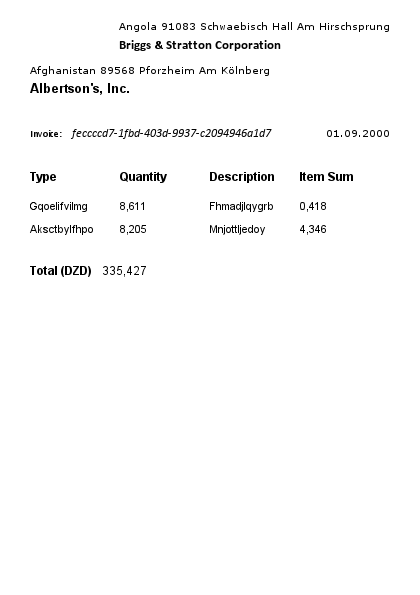 Angola 91083 Schwaebisch Hall Am Hirschsprung
Briggs & Stratton Corporation
Afghanistan 89568 Pforzheim Am Kölnberg
Albertson's, Inc.
Invoice: feccccd7-1fbd-403d-9937-c2094946a1d7 01.09.2000
Type Quantity Description Item Sum
Gqoelifvilmg 8,611 Fhmadjlqygrb 0,418
Aksctbylfhpo 8,205 Mnjottljedoy 4,346
Total (DZD) 335,427